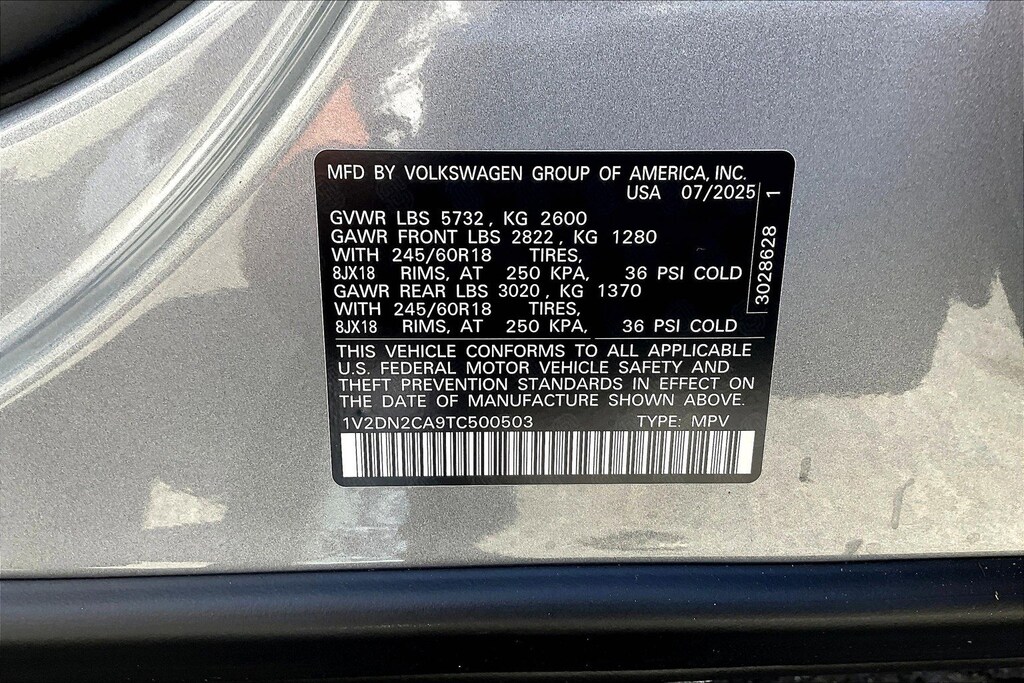 MFD BY VOLKSWAGEN GROUP OF AMERICA, INC.
USA 07/2025
GVWR LBS 5732, KG 2600
GAWR FRONT LBS 2822, KG 1280
WITH 245/60R18 TIRES,
8JX18 RIMS, AT 250 KPA, 36 PSI COLD
GAWR REAR LBS 3020, KG 1370
WITH 245/60R18 TIRES,
8JX18 RIMS, AT 250 KPA, 36 PSI COLD
THIS VEHICLE CONFORMS TO ALL APPLICABLE
U.S. FEDERAL MOTOR VEHICLE SAFETY AND
THEFT PREVENTION STANDARDS IN EFFECT ON
THE DATE OF MANUFACTURE SHOWN ABOVE.
1V2DN2CA9TC500503 TYPE: MPV
3028628 1